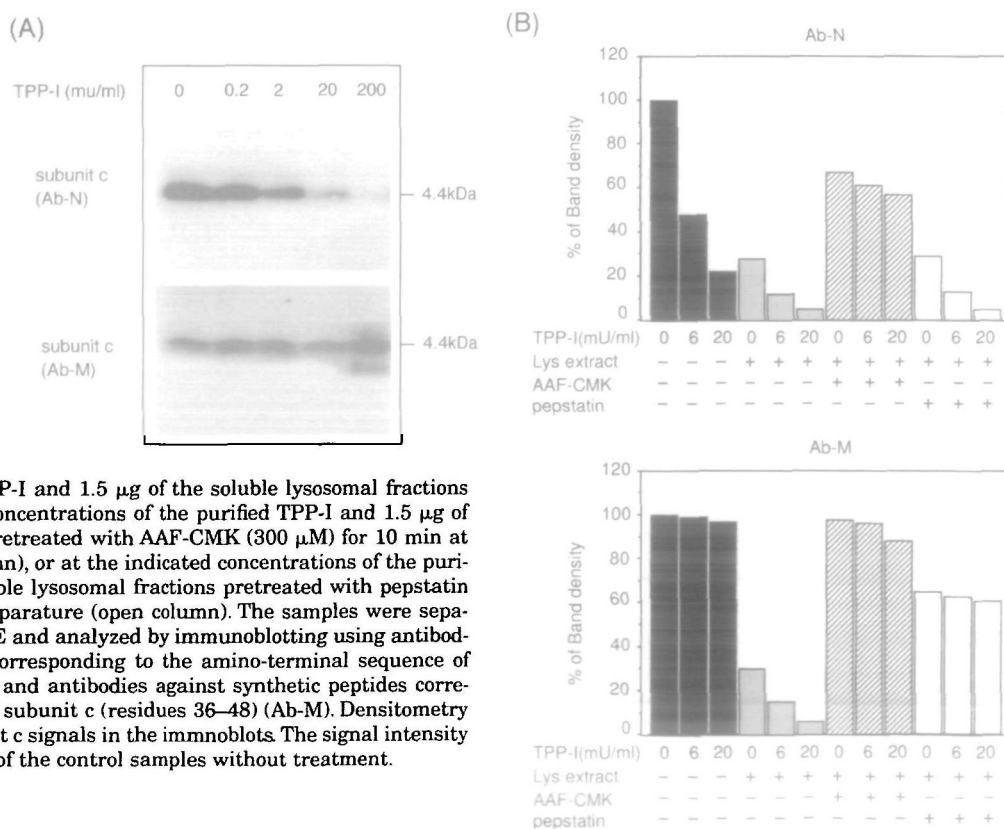 (A)
TPP-I (mu/ml) 0 0.2 2 20 200
subunit c
(Ab-N)
4.4kDa
subunit c
(Ab-M)
4.4kDa
P-I and 1.5 μg of the soluble lysosomal fractions
oncentrations of the purified TPP-I and 1.5 μg of
retreated with AAF-CMK (300 μM) for 10 min at
nn), or at the indicated concentrations of the puri-
ble lysosomal fractions pretreated with pepstatin
nparature (open column). The samples were sepa-
E and analyzed by immunoblotting using antibod-
orresponding to the amino-terminal sequence of
and antibodies against synthetic peptides corre-
subunit c (residues 36–48) (Ab-M). Densitometry
it c signals in the immnoblots. The signal intensity
of the control samples without treatment.
(B)
Ab-N
% of Band density
120
100
80
60
40
20
0
TPP-I(mU/ml) 0 6 20 0 6 20 0 6 20 0 6 20
Lys extract − − − + + + + + + + + +
AAF-CMK − − − − − − + + + − − −
pepstatin − − − − − − − − − + + +
Ab-M
% of Band density
120
100
80
60
40
20
0
TPP-I(mU/ml) 0 6 20 0 6 20 0 6 20 0 6 20
Lys extract − − − + + + + + + + + +
AAF-CMK − − − − − − + + + − − −
pepstatin − − − − − − − − − + + +